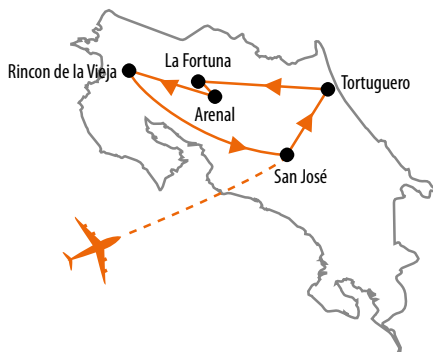 La Fortuna
Rincon de la Vieja
Tortuguero
Arenal
San José